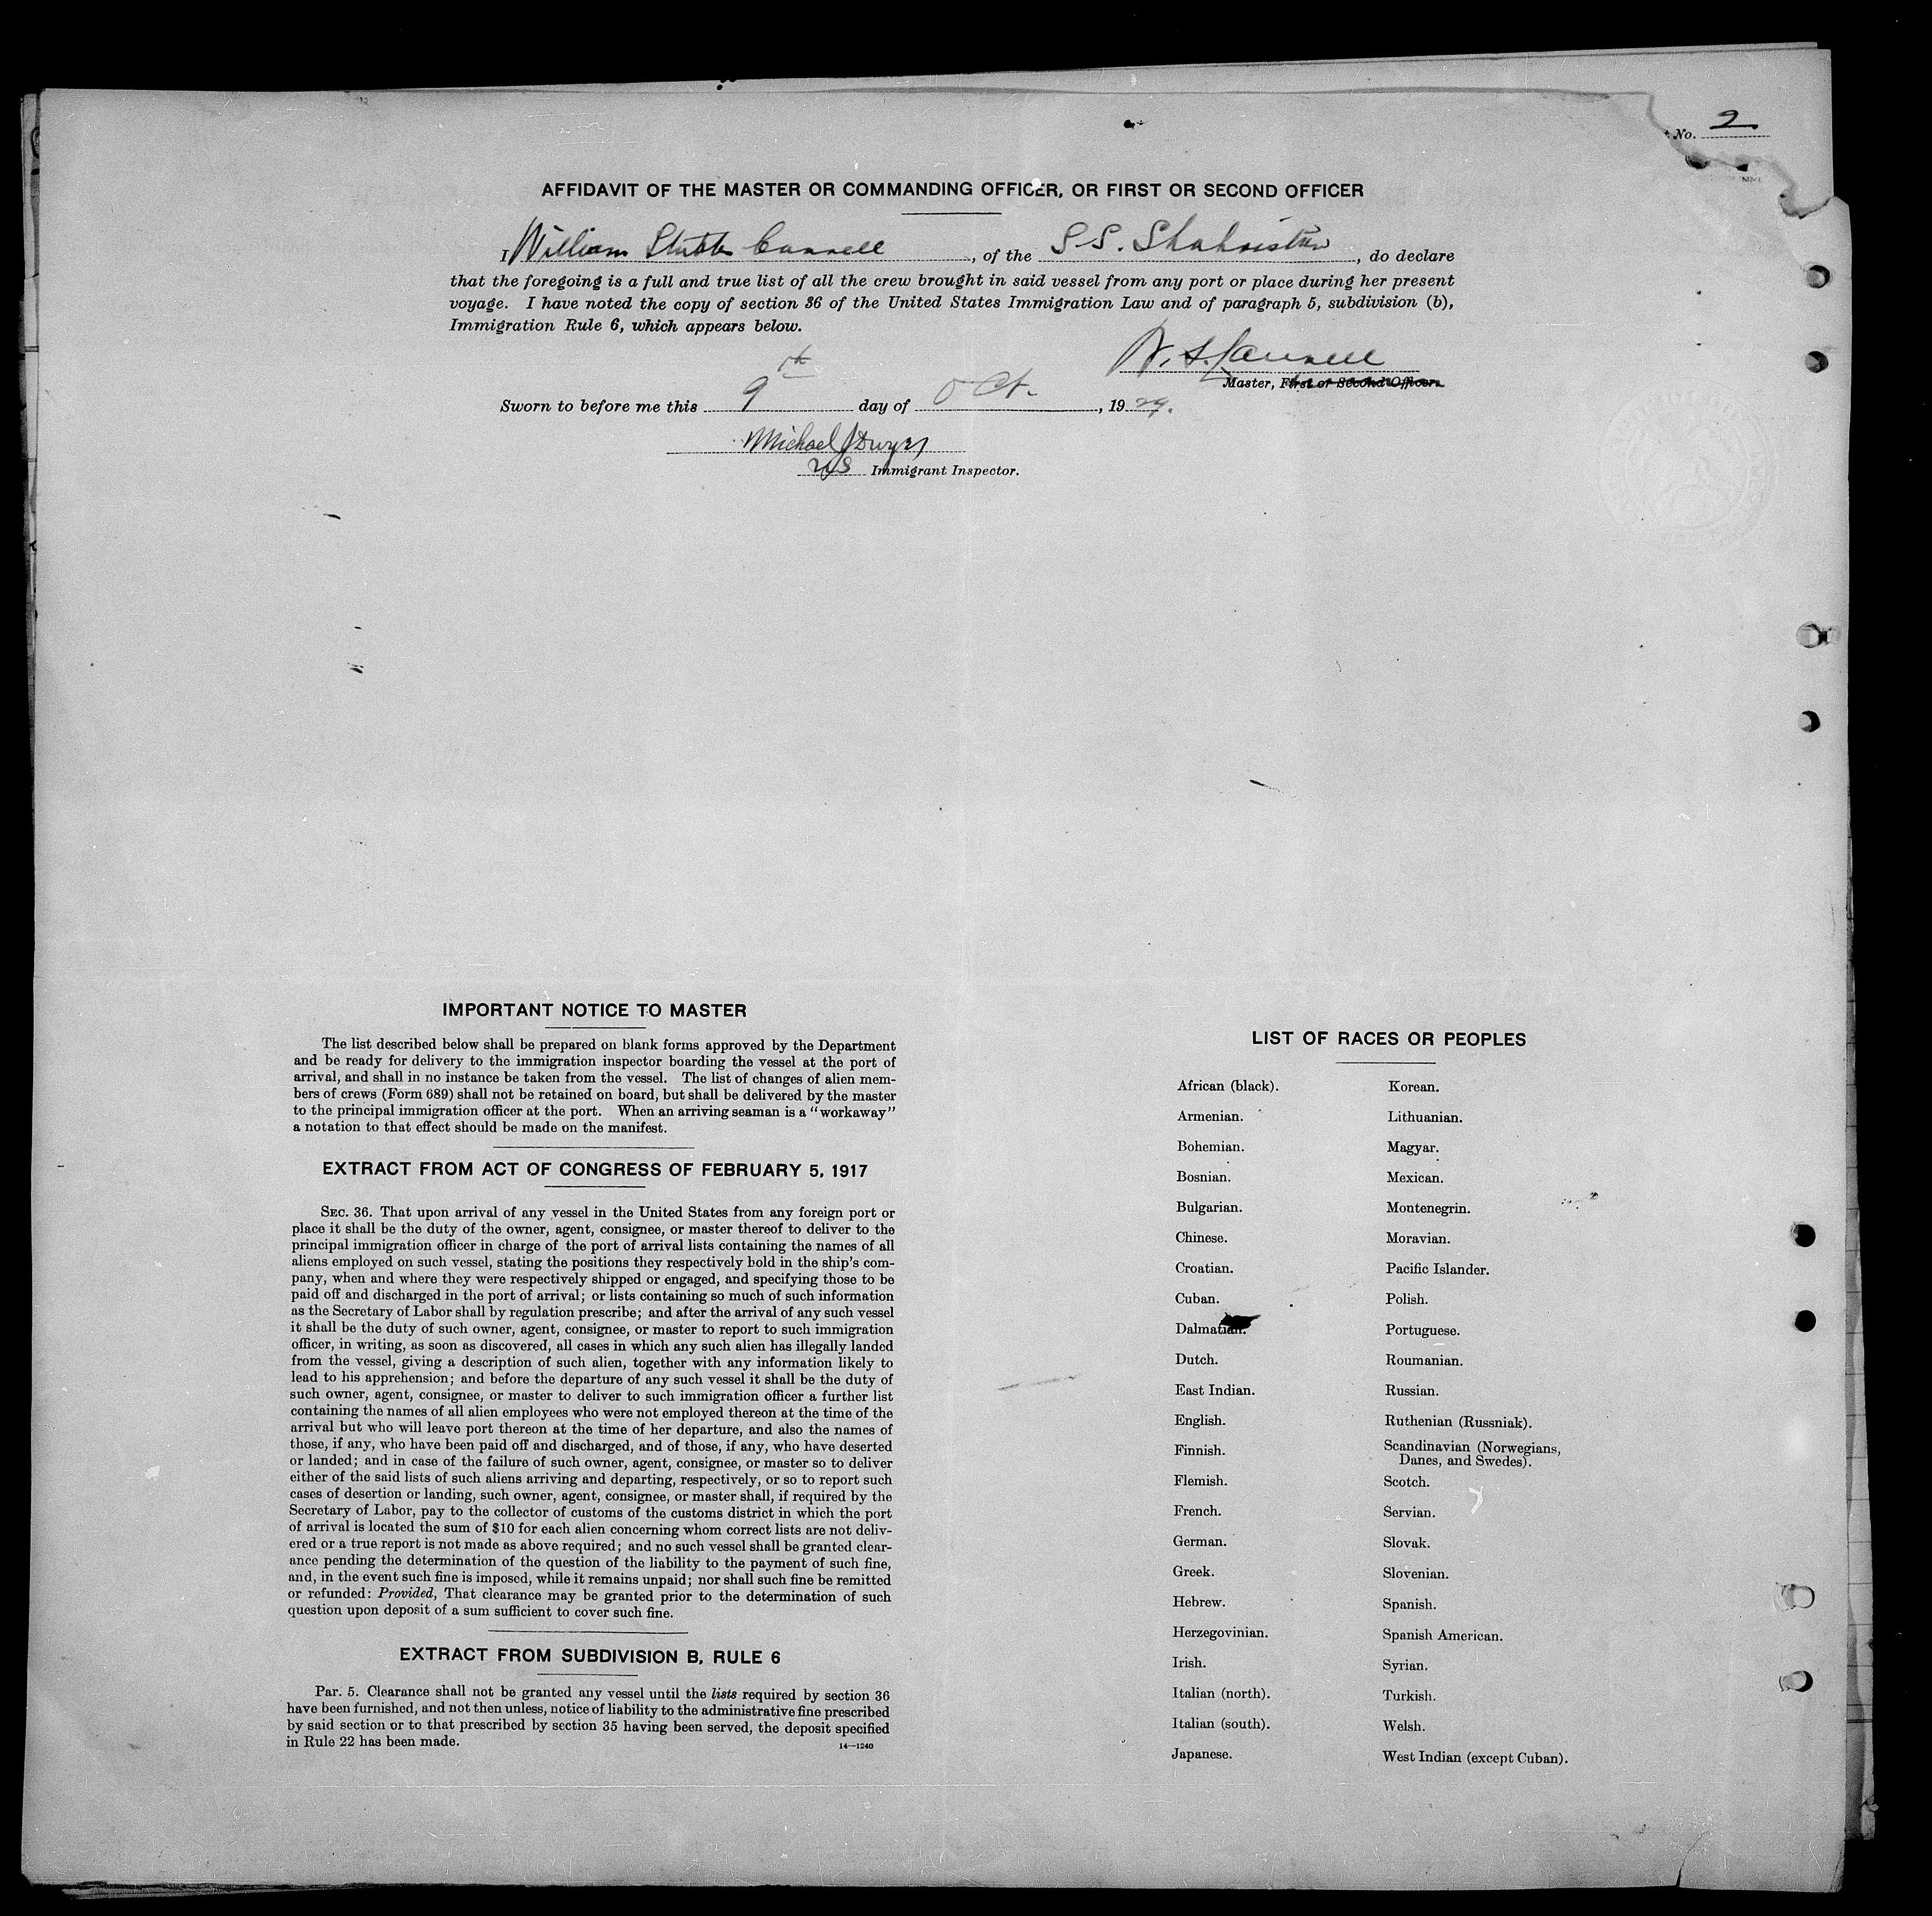 No. 2
AFFIDAVIT OF THE MASTER OR COMMANDING OFFICER, OR FIRST OR SECOND OFFICER
I William Stubbs Cannell, of the S.S. Shahristan, do declare
that the foregoing is a full and true list of all the crew brought in said vessel from any port or place during her present
voyage. I have noted the copy of section 36 of the United States Immigration Law and of paragraph 5, subdivision (b),
Immigration Rule 6, which appears below.
W. S. Cannell
Master, First or Second Officer.
Sworn to before me this 9th day of Oct., 1929.
Michael J Dwyer
US Immigrant Inspector.
IMPORTANT NOTICE TO MASTER
The list described below shall be prepared on blank forms approved by the Department
and be ready for delivery to the immigration inspector boarding the vessel at the port of
arrival, and shall in no instance be taken from the vessel. The list of changes of alien mem-
bers of crews (Form 689) shall not be retained on board, but shall be delivered by the master
to the principal immigration officer at the port. When an arriving seaman is a "workaway"
a notation to that effect should be made on the manifest.
EXTRACT FROM ACT OF CONGRESS OF FEBRUARY 5, 1917
SEC. 36. That upon arrival of any vessel in the United States from any foreign port or
place it shall be the duty of the owner, agent, consignee, or master thereof to deliver to the
principal immigration officer in charge of the port of arrival lists containing the names of all
aliens employed on such vessel, stating the positions they respectively hold in the ship's com-
pany, when and where they were respectively shipped or engaged, and specifying those to be
paid off and discharged in the port of arrival; or lists containing so much of such information
as the Secretary of Labor shall by regulation prescribe; and after the arrival of any such vessel
it shall be the duty of such owner, agent, consignee, or master to report to such immigration
officer, in writing, as soon as discovered, all cases in which any such alien has illegally landed
from the vessel, giving a description of such alien, together with any information likely to
lead to his apprehension; and before the departure of any such vessel it shall be the duty of
such owner, agent, consignee, or master to deliver to such immigration officer a further list
containing the names of all alien employees who were not employed thereon at the time of the
arrival but who will leave port thereon at the time of her departure, and also the names of
those, if any, who have been paid off and discharged, and of those, if any, who have deserted
or landed; and in case of the failure of such owner, agent, consignee, or master so to deliver
either of the said lists of such aliens arriving and departing, respectively, or so to report such
cases of desertion or landing, such owner, agent, consignee, or master shall, if required by the
Secretary of Labor, pay to the collector of customs of the customs district in which the port
of arrival is located the sum of $10 for each alien concerning whom correct lists are not deliv-
ered or a true report is not made as above required; and no such vessel shall be granted clear-
ance pending the determination of the question of the liability to the payment of such fine,
and, in the event such fine is imposed, while it remains unpaid; nor shall such fine be remitted
or refunded: Provided, That clearance may be granted prior to the determination of such
question upon deposit of a sum sufficient to cover such fine.
EXTRACT FROM SUBDIVISION B, RULE 6
Par. 5. Clearance shall not be granted any vessel until the lists required by section 36
have been furnished, and not then unless, notice of liability to the administrative fine prescribed
by said section or to that prescribed by section 35 having been served, the deposit specified
in Rule 22 has been made.
14—1240
LIST OF RACES OR PEOPLES
African (black).
Armenian.
Bohemian.
Bosnian.
Bulgarian.
Chinese.
Croatian.
Cuban.
Dalmatian.
Dutch.
East Indian.
English.
Finnish.
Flemish.
French.
German.
Greek.
Hebrew.
Herzegovinian.
Irish.
Italian (north).
Italian (south).
Japanese.
Korean.
Lithuanian.
Magyar.
Mexican.
Montenegrin.
Moravian.
Pacific Islander.
Polish.
Portuguese.
Roumanian.
Russian.
Ruthenian (Russniak).
Scandinavian (Norwegians,
Danes, and Swedes).
Scotch.
Servian.
Slovak.
Slovenian.
Spanish.
Spanish American.
Syrian.
Turkish.
Welsh.
West Indian (except Cuban).